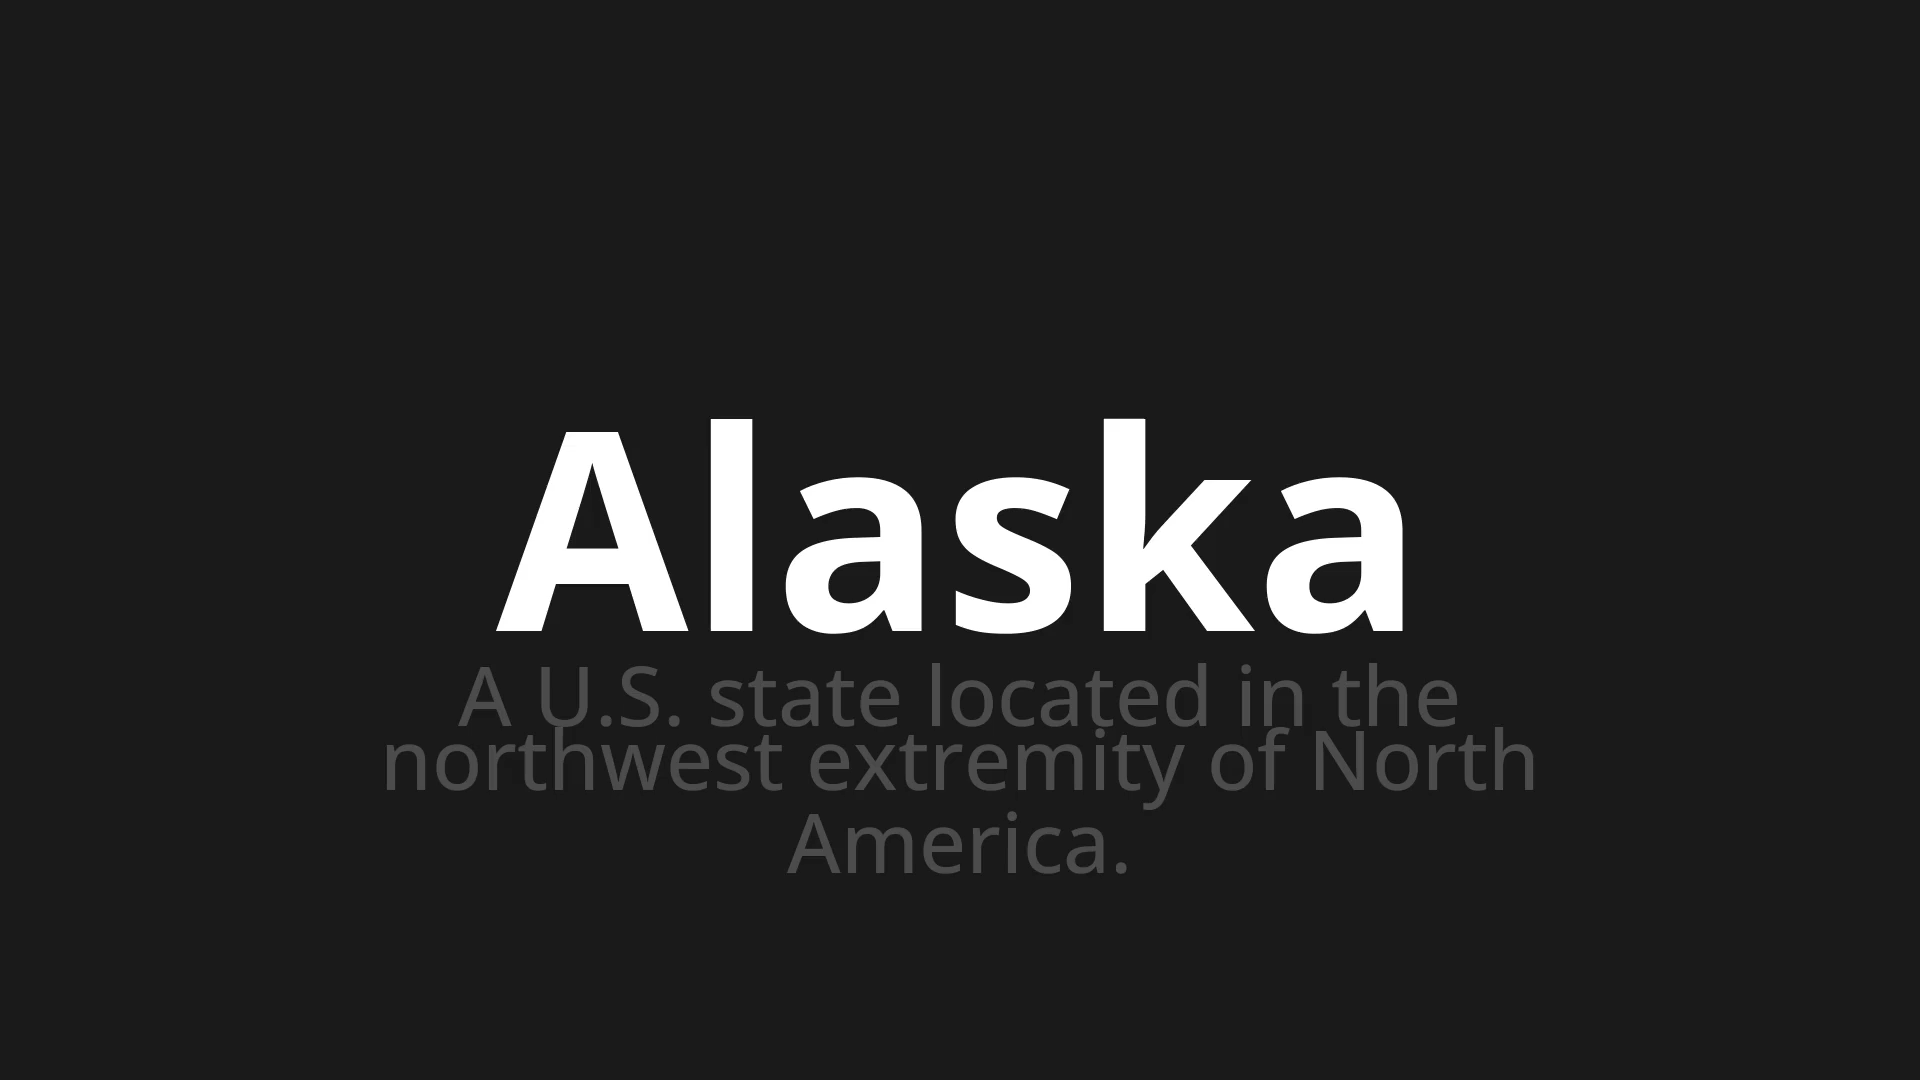 Alaska
A U.S. state located in the
northwest extremity of North
America.